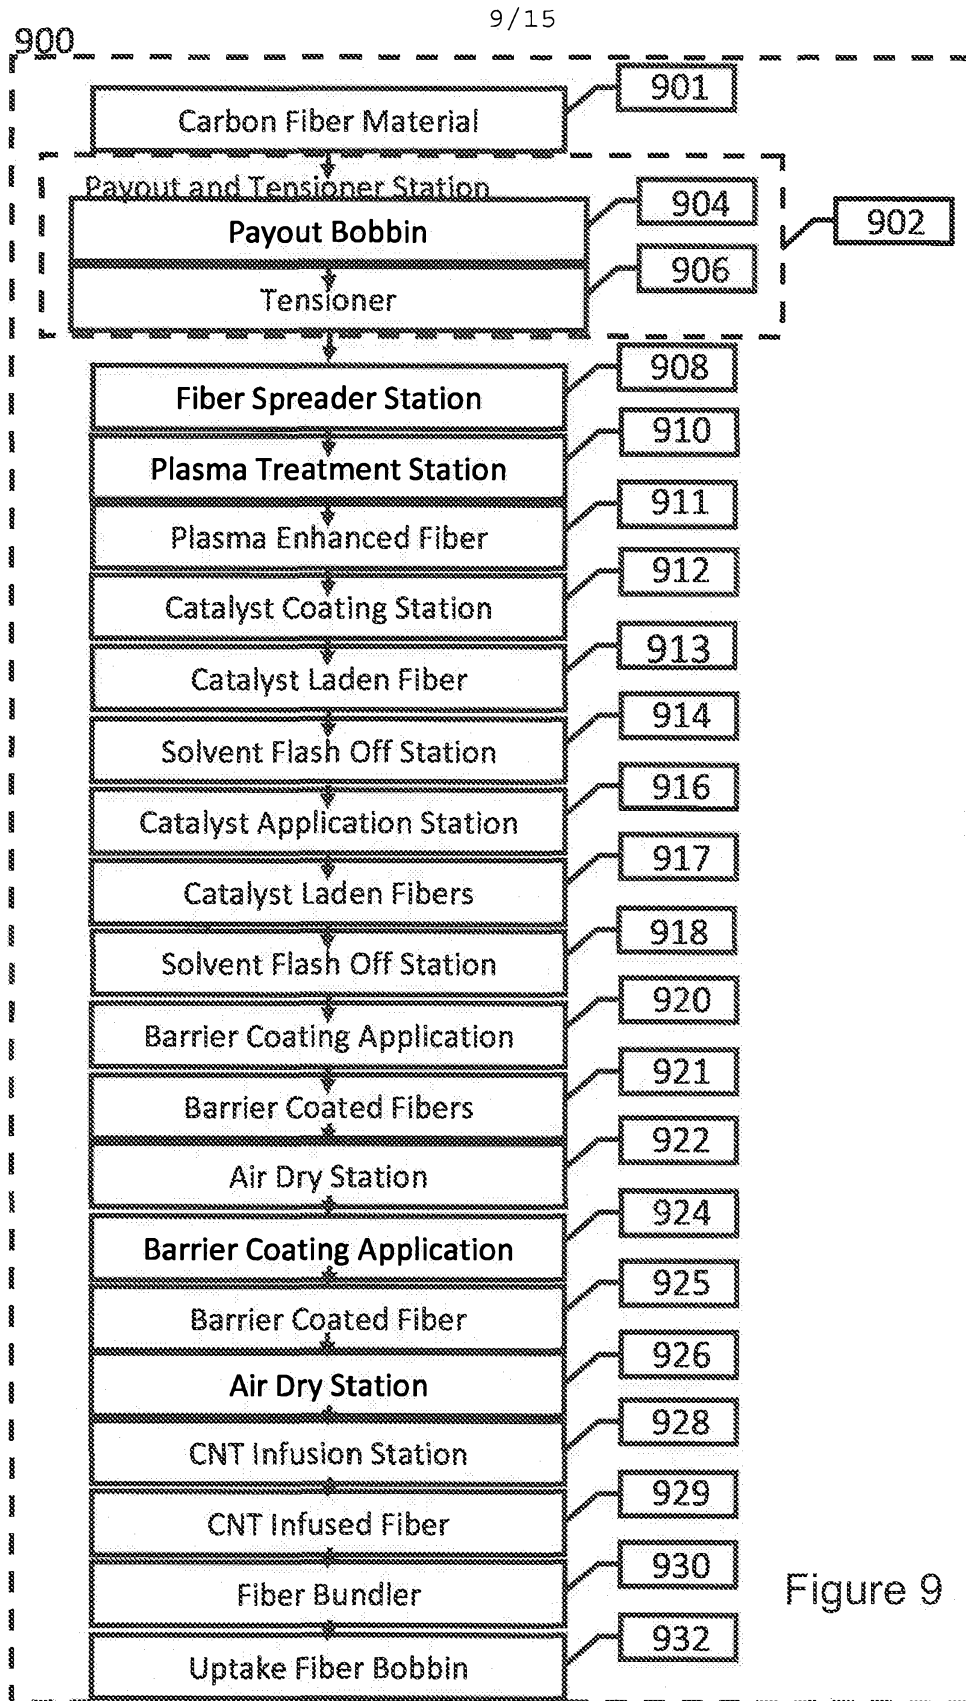 9/15
900
Carbon Fiber Material
901
Payout and Tensioner Station
902
Payout Bobbin
904
Tensioner
906
Fiber Spreader Station
908
Plasma Treatment Station
910
Plasma Enhanced Fiber
911
Catalyst Coating Station
912
Catalyst Laden Fiber
913
Solvent Flash Off Station
914
Catalyst Application Station
916
Catalyst Laden Fibers
917
Solvent Flash Off Station
918
Barrier Coating Application
920
Barrier Coated Fibers
921
Air Dry Station
922
Barrier Coating Application
924
Barrier Coated Fiber
925
Air Dry Station
926
CNT Infusion Station
928
CNT Infused Fiber
929
Fiber Bundler
930
Uptake Fiber Bobbin
932
Figure 9